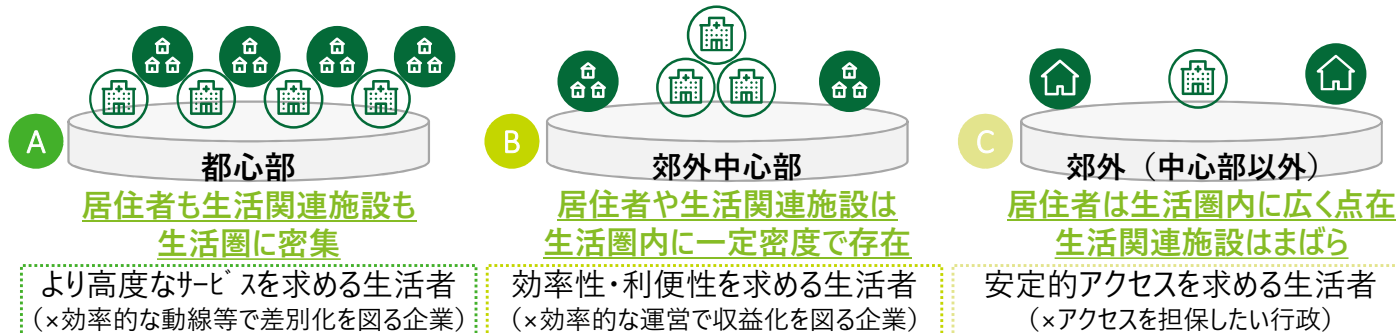 A
都心部
居住者も生活関連施設も
生活圏に密集
より高度なサービスを求める生活者
（×効率的な動線等で差別化を図る企業）
B
郊外中心部
居住者や生活関連施設は
生活圏内に一定密度で存在
効率性・利便性を求める生活者
（×効率的な運営で収益化を図る企業）
C
郊外（中心部以外）
居住者は生活圏内に広く点在
生活関連施設はまばら
安定的アクセスを求める生活者
（×アクセスを担保したい行政）